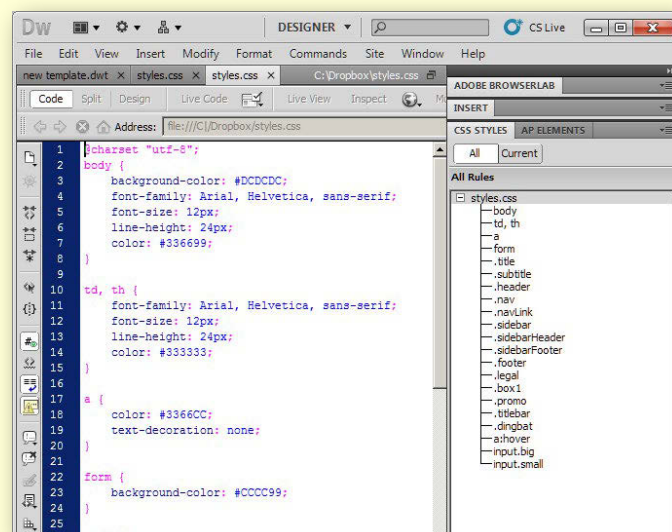 Dw DESIGNER CS Live
File Edit View Insert Modify Format Commands Site Window Help
new template.dwt × styles.css × styles.css × C:\Dropbox\styles.css
Code Split Design Live Code Live View Inspect
Address: file:///C|/Dropbox/styles.css
1 @charset "utf-8";
2 body {
3 background-color: #DCDCDC;
4 font-family: Arial, Helvetica, sans-serif;
5 font-size: 12px;
6 line-height: 24px;
7 color: #336699;
8 }
9
10 td, th {
11 font-family: Arial, Helvetica, sans-serif;
12 font-size: 12px;
13 line-height: 24px;
14 color: #333333;
15 }
16
17 a {
18 color: #3366CC;
19 text-decoration: none;
20 }
21
22 form {
23 background-color: #CCCC99;
24 }
25
ADOBE BROWSERLAB
INSERT
CSS STYLES AP ELEMENTS
All Current
All Rules
styles.css
body
td, th
a
form
.title
.subtitle
.header
.nav
.navLink
.sidebar
.sidebarHeader
.sidebarFooter
.footer
.legal
.box1
.promo
.titlebar
.dingbat
a:hover
input.big
input.small